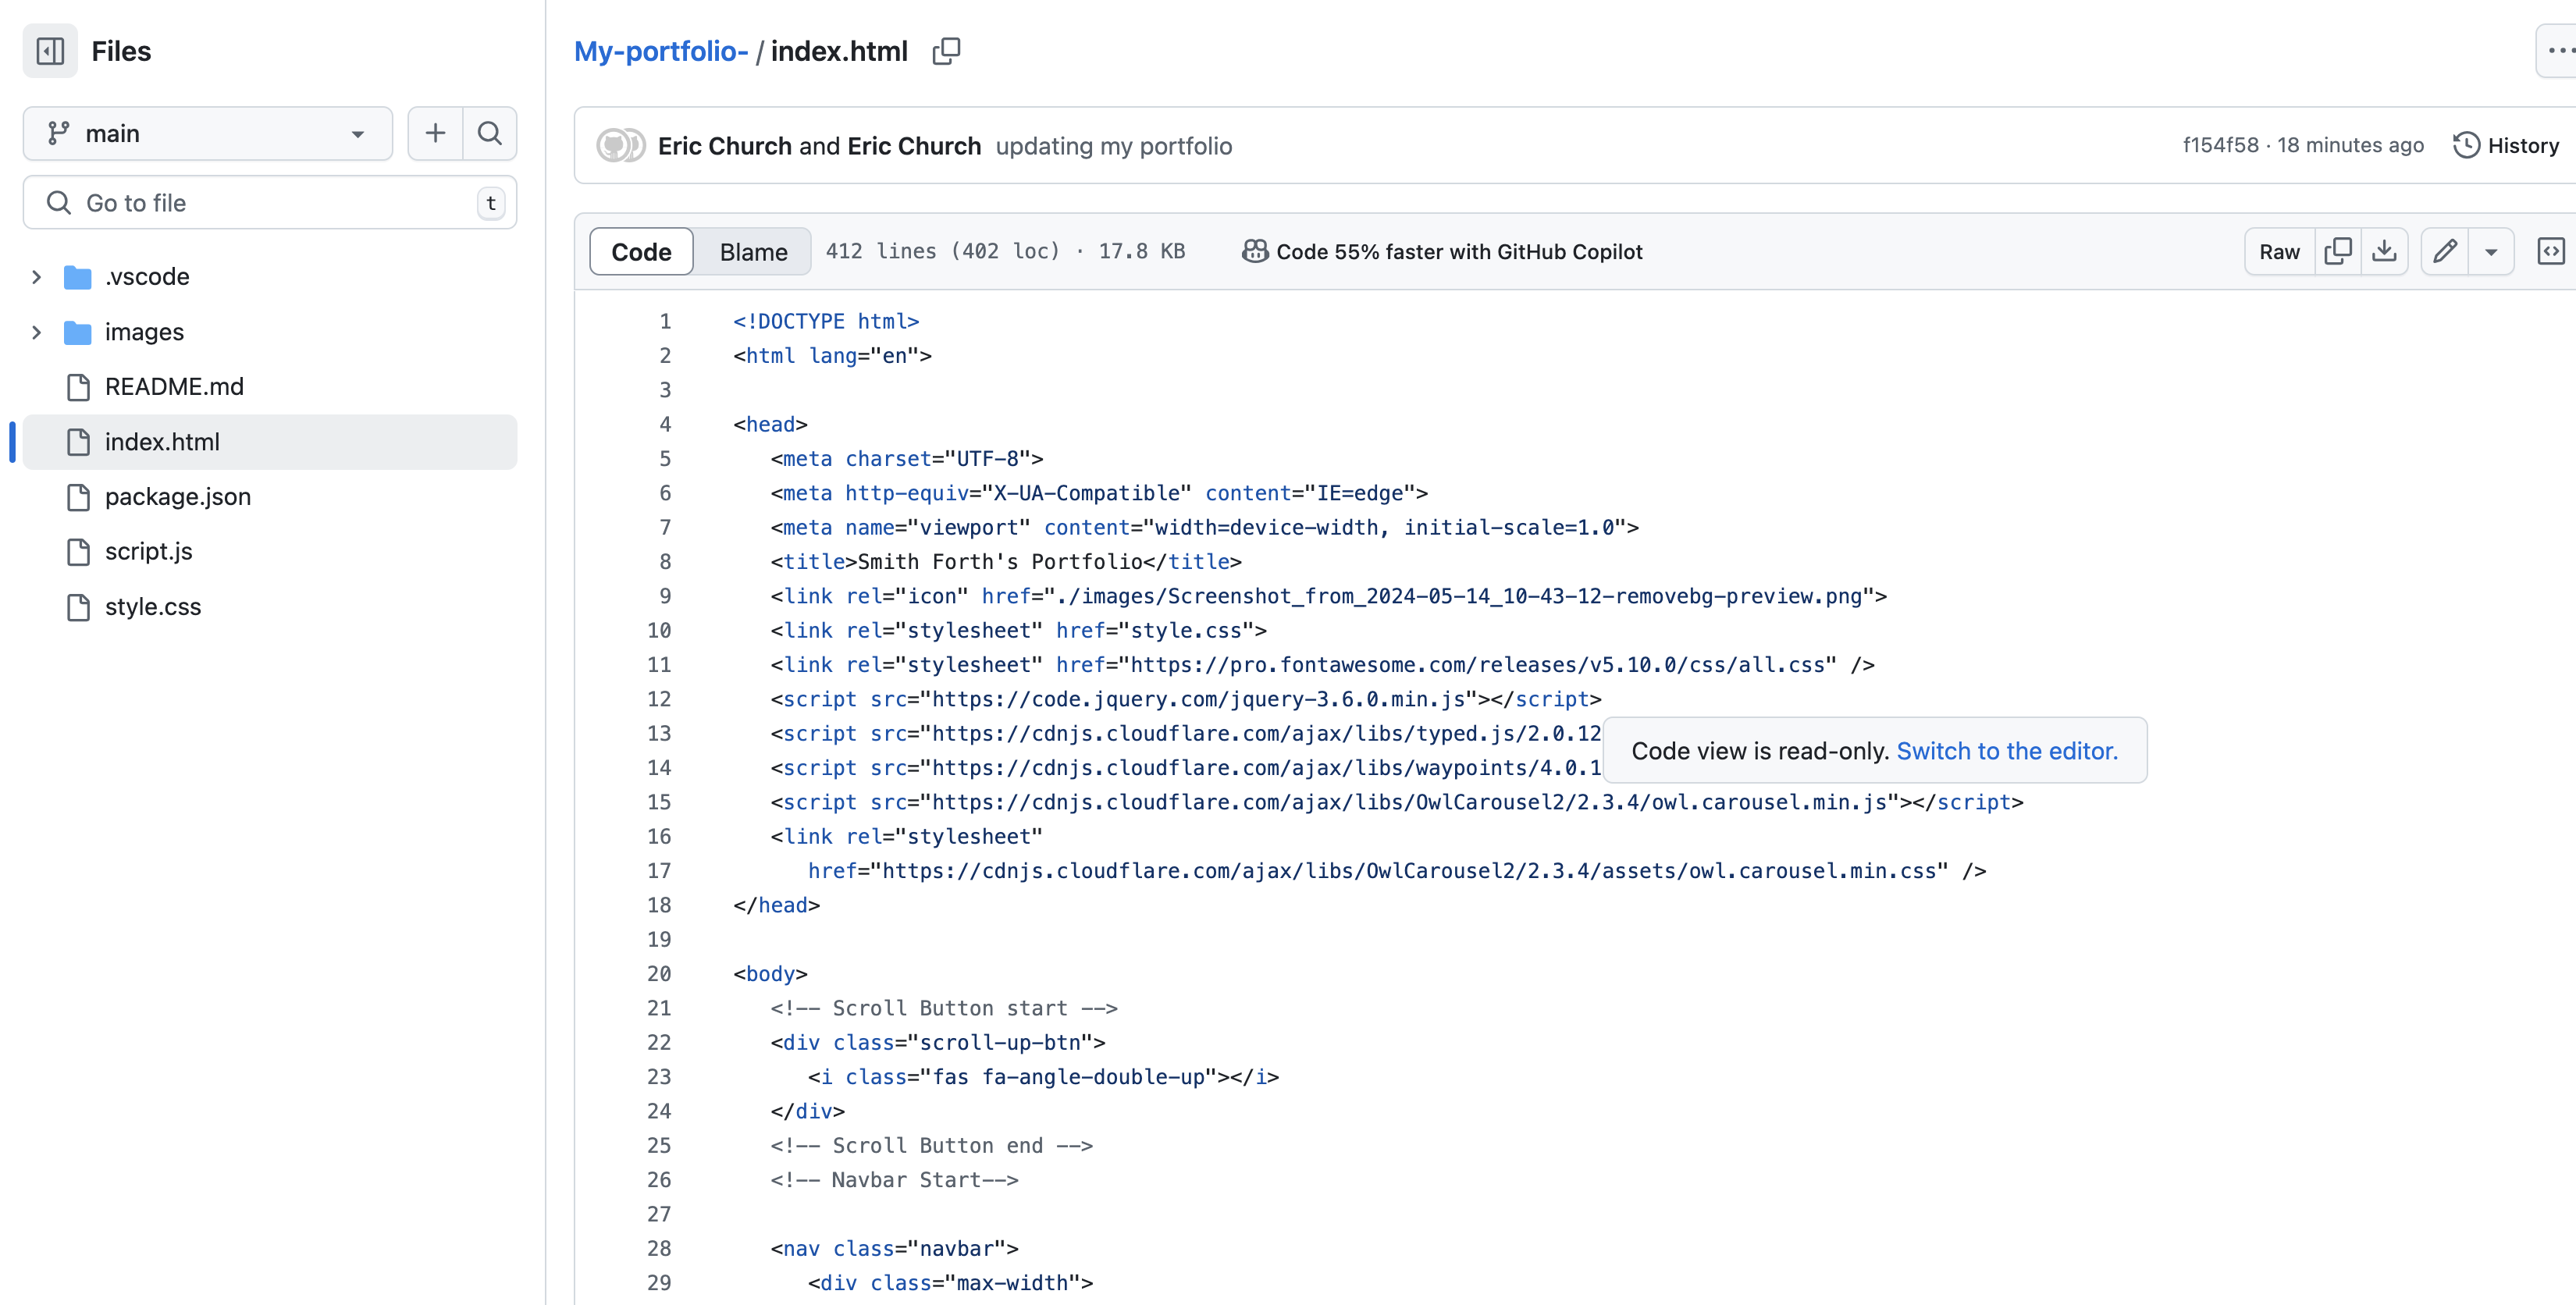 Files
main
Go to file
t
.vscode
images
README.md
index.html
package.json
script.js
style.css
My-portfolio- / index.html
Eric Church and Eric Church updating my portfolio
f154f58 · 18 minutes ago
History
Code
Blame
412 lines (402 loc) · 17.8 KB
Code 55% faster with GitHub Copilot
Raw
1 <!DOCTYPE html>
2 <html lang="en">
3
4 <head>
5 <meta charset="UTF-8">
6 <meta http-equiv="X-UA-Compatible" content="IE=edge">
7 <meta name="viewport" content="width=device-width, initial-scale=1.0">
8 <title>Smith Forth's Portfolio</title>
9 <link rel="icon" href="./images/Screenshot_from_2024-05-14_10-43-12-removebg-preview.png">
10 <link rel="stylesheet" href="style.css">
11 <link rel="stylesheet" href="https://pro.fontawesome.com/releases/v5.10.0/css/all.css" />
12 <script src="https://code.jquery.com/jquery-3.6.0.min.js"></script>
13 <script src="https://cdnjs.cloudflare.com/ajax/libs/typed.js/2.0.12
Code view is read-only. Switch to the editor.
14 <script src="https://cdnjs.cloudflare.com/ajax/libs/waypoints/4.0.1
15 <script src="https://cdnjs.cloudflare.com/ajax/libs/OwlCarousel2/2.3.4/owl.carousel.min.js"></script>
16 <link rel="stylesheet"
17 href="https://cdnjs.cloudflare.com/ajax/libs/OwlCarousel2/2.3.4/assets/owl.carousel.min.css" />
18 </head>
19
20 <body>
21 <!-- Scroll Button start -->
22 <div class="scroll-up-btn">
23 <i class="fas fa-angle-double-up"></i>
24 </div>
25 <!-- Scroll Button end -->
26 <!-- Navbar Start-->
27
28 <nav class="navbar">
29 <div class="max-width">